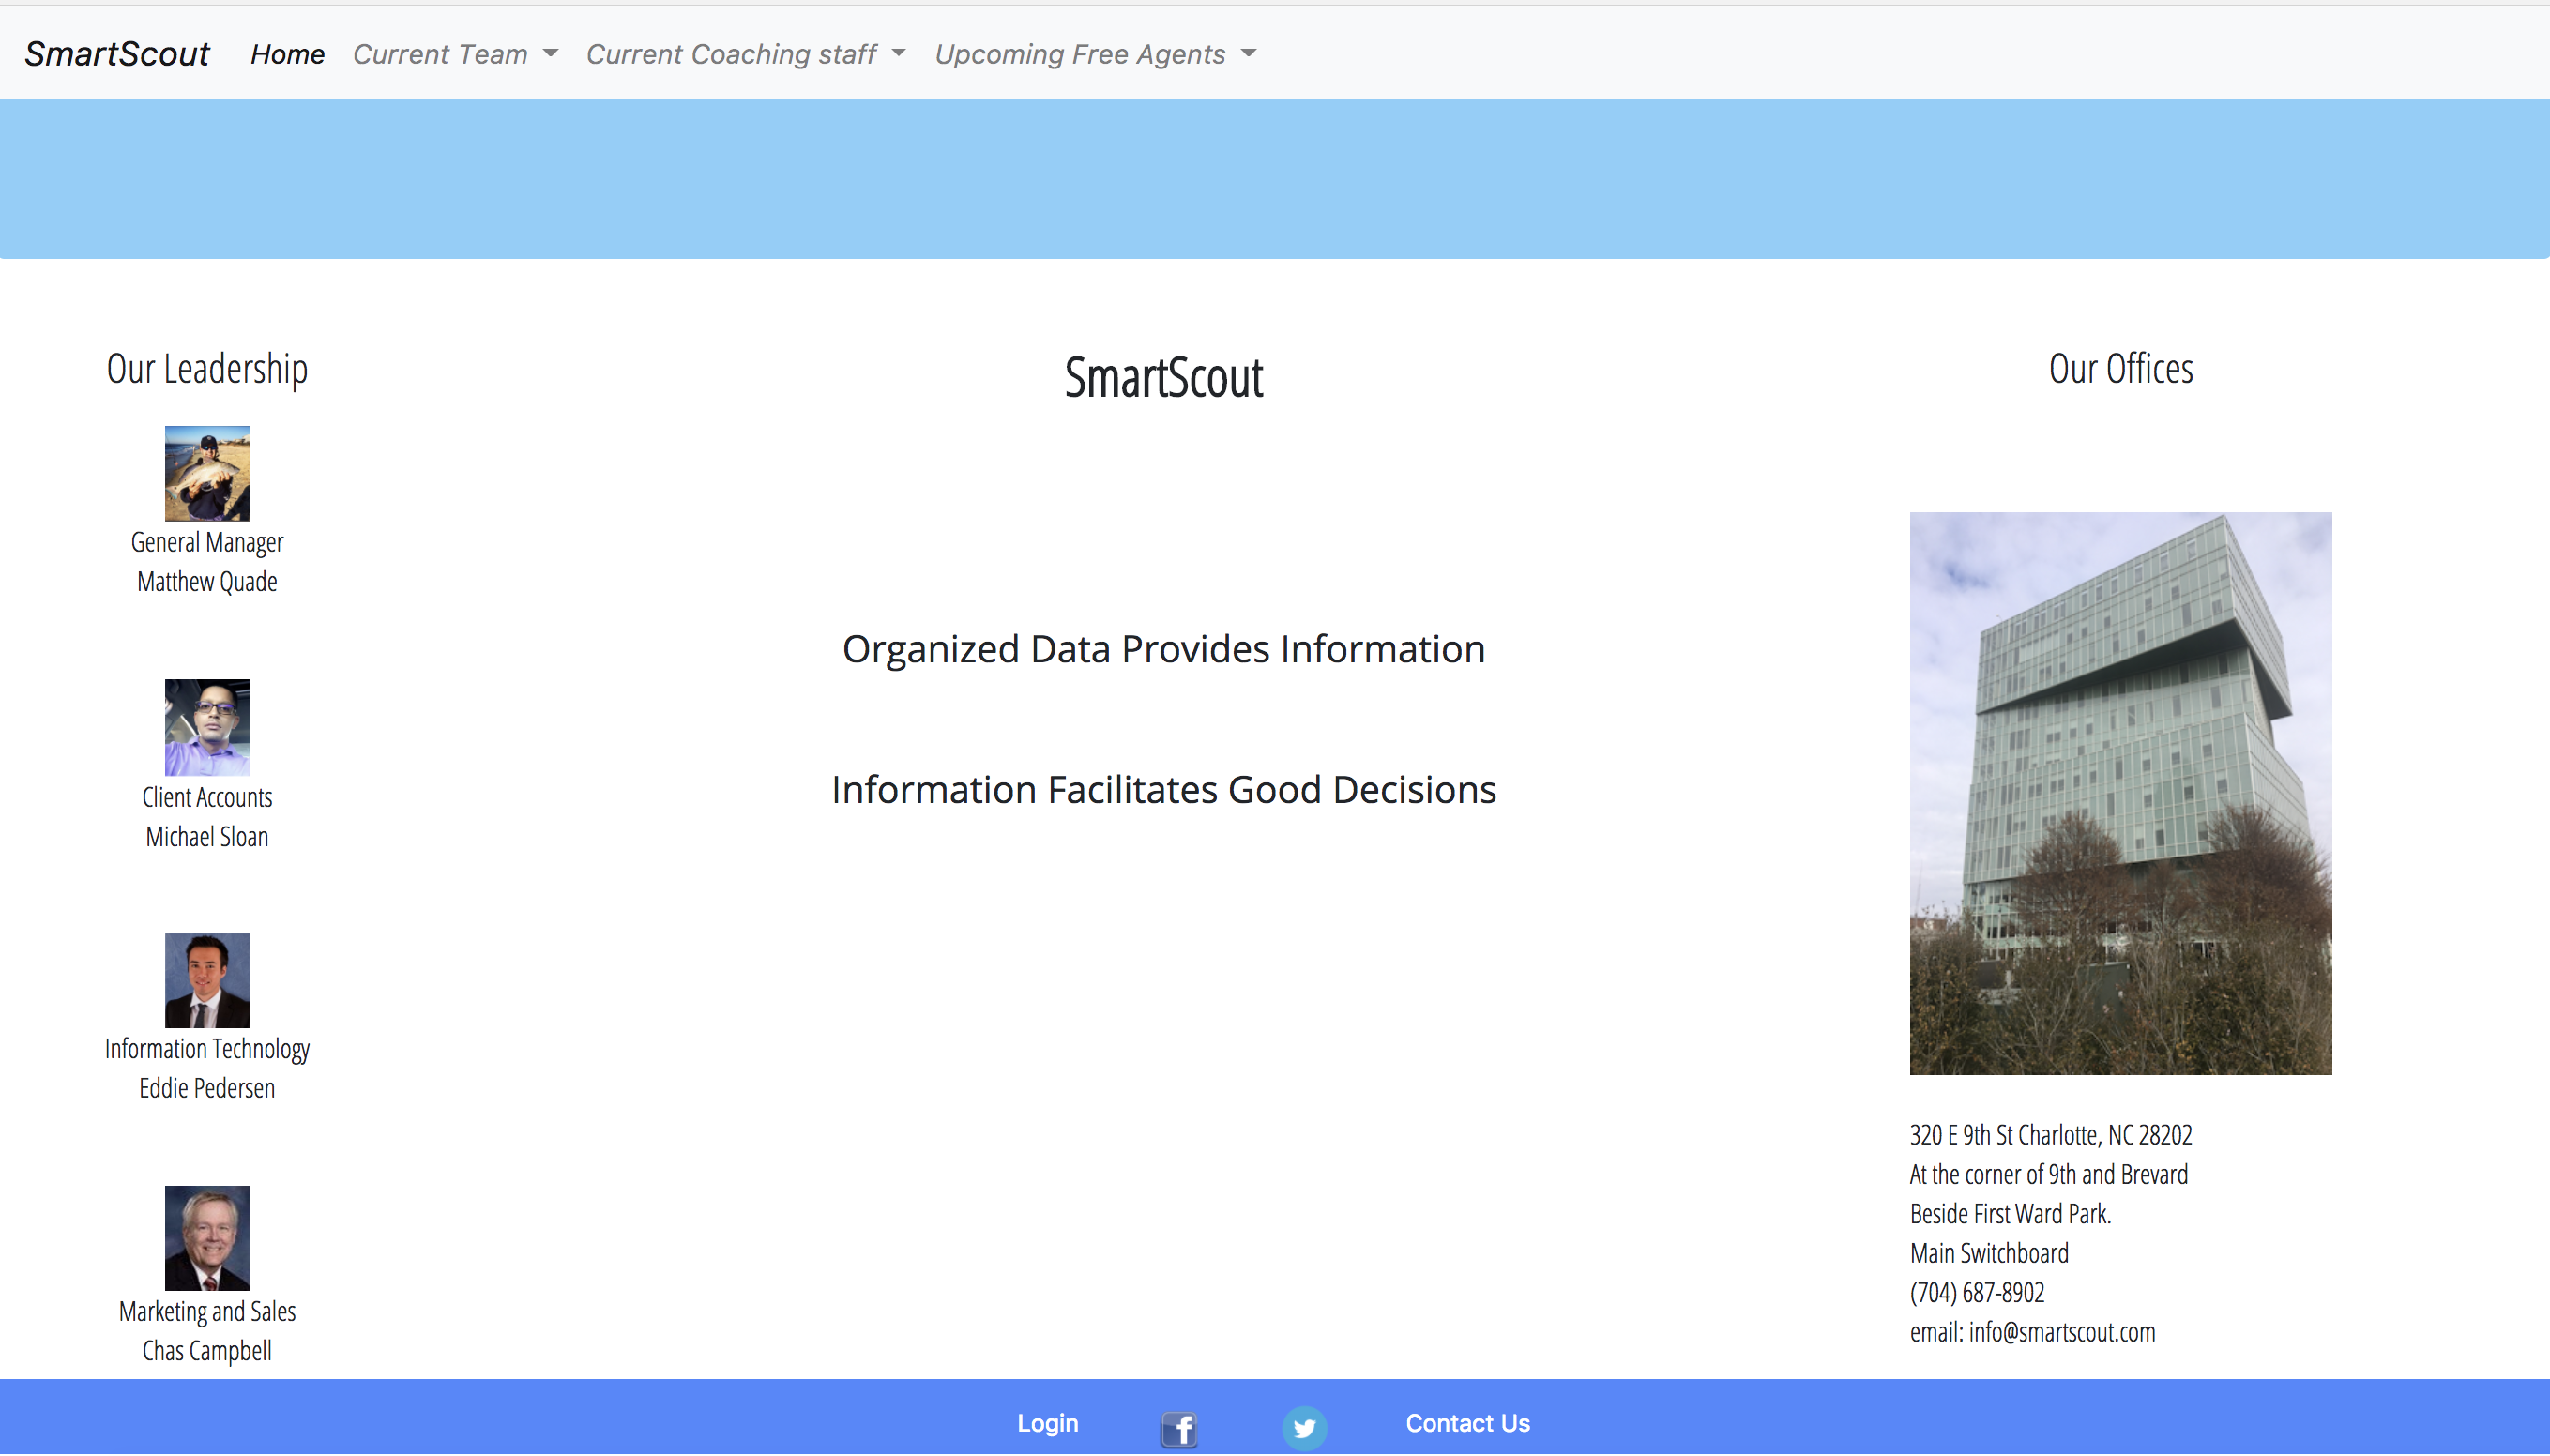 SmartScout Home Current Team Current Coaching staff Upcoming Free Agents
Our Leadership
General Manager
Matthew Quade
Client Accounts
Michael Sloan
Information Technology
Eddie Pedersen
Marketing and Sales
Chas Campbell
SmartScout
Organized Data Provides Information
Information Facilitates Good Decisions
Our Offices
320 E 9th St Charlotte, NC 28202
At the corner of 9th and Brevard
Beside First Ward Park.
Main Switchboard
(704) 687-8902
email: info@smartscout.com
Login f Contact Us